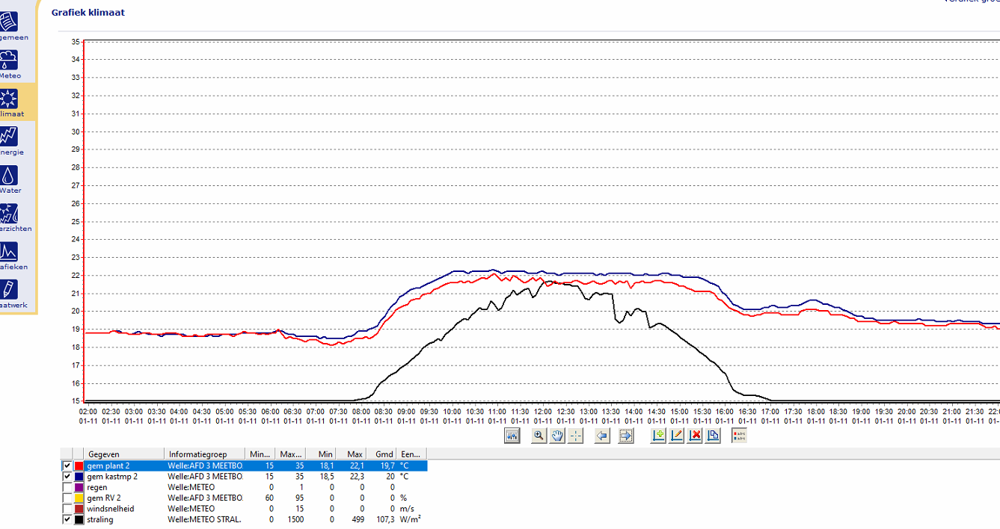 Grafiek klimaat
gemeen
Meteo
limaat
nergie
Water
erzichten
afieken
aatwerk
35
34
33
32
31
30
29
28
27
26
25
24
23
22
21
20
19
18
17
16
15
02:00 02:30 03:00 03:30 04:00 04:30 05:00 05:30 06:00 06:30 07:00 07:30 08:00 08:30 09:00 09:30 10:00 10:30 11:00 11:30 12:00 12:30 13:00 13:30 14:00 14:30 15:00 15:30 16:00 16:30 17:00 17:30 18:00 18:30 19:00 19:30 20:00 20:30 21:00 21:30 22:0
01-11 01-11 01-11 01-11 01-11 01-11 01-11 01-11 01-11 01-11 01-11 01-11 01-11 01-11 01-11 01-11 01-11 01-11 01-11 01-11 01-11 01-11 01-11 01-11 01-11 01-11 01-11 01-11 01-11 01-11 01-11 01-11 01-11 01-11 01-11 01-11 01-11 01-11 01-11 01-11 01-
Gegeven Informatiegroep Min... Max... Min Max Gmd Een...
gem plant 2 Welle:AFD 3 MEETBO. 15 35 18,1 22,1 19,7 °C
gem kastmp 2 Welle:AFD 3 MEETBO. 15 35 18,5 22,3 20 °C
regen Welle:METEO 0 1 0 0 0
gem RV 2 Welle:AFD 3 MEETBO. 60 95 0 0 0 %
windsnelheid Welle:METEO 0 15 0 0 0 m/s
straling Welle:METEO STRAL. 0 1500 0 499 107,3 W/m²